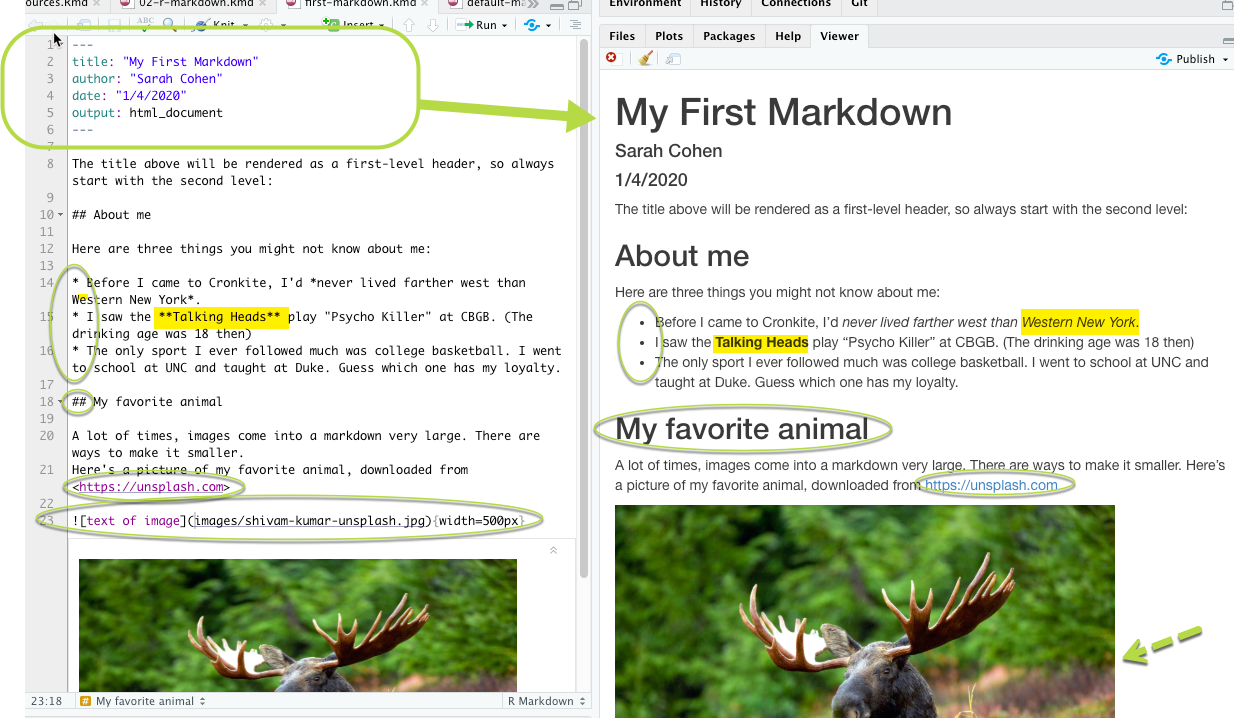 ources.Rmd
02-r-markdown.Rmd
first-markdown.Rmd
Knit
Insert
Run
1 ---
2 title: "My First Markdown"
3 author: "Sarah Cohen"
4 date: "1/4/2020"
5 output: html_document
6 ---
7
8 The title above will be rendered as a first-level header, so always
start with the second level:
9
10 ## About me
11
12 Here are three things you might not know about me:
13
14 * Before I came to Cronkite, I'd *never lived farther west than
Western New York*.
15 * I saw the **Talking Heads** play "Psycho Killer" at CBGB. (The
drinking age was 18 then)
16 * The only sport I ever followed much was college basketball. I went
to school at UNC and taught at Duke. Guess which one has my loyalty.
17
18 ## My favorite animal
19
20 A lot of times, images come into a markdown very large. There are
ways to make it smaller.
21 Here's a picture of my favorite animal, downloaded from
<https://unsplash.com>
22
23 ![text of image](images/shivam-kumar-unsplash.jpg){width=500px}
23:18 # My favorite animal R Markdown
Environment History Connections Git
Files Plots Packages Help Viewer
Publish
My First Markdown
Sarah Cohen
1/4/2020
The title above will be rendered as a first-level header, so always start with the second level:
About me
Here are three things you might not know about me:
• Before I came to Cronkite, I’d never lived farther west than Western New York.
• I saw the Talking Heads play “Psycho Killer” at CBGB. (The drinking age was 18 then)
• The only sport I ever followed much was college basketball. I went to school at UNC and
taught at Duke. Guess which one has my loyalty.
My favorite animal
A lot of times, images come into a markdown very large. There are ways to make it smaller. Here’s
a picture of my favorite animal, downloaded from https://unsplash.com